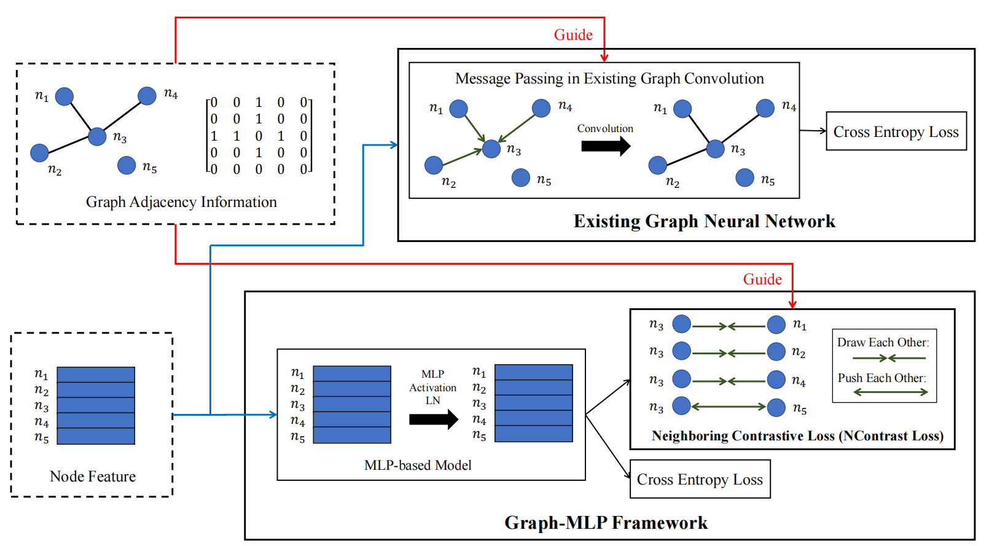 Guide
n1
n4
n3
n2
n5
0 0 1 0 0
0 0 1 0 0
1 1 0 1 0
0 0 1 0 0
0 0 0 0 0
Graph Adjacency Information
Message Passing in Existing Graph Convolution
n1
n4
n3
n2
n5
Convolution
n1
n4
n3
n2
n5
Cross Entropy Loss
Existing Graph Neural Network
Guide
n1
n2
n3
n4
n5
Node Feature
n1
n2
n3
n4
n5
MLP
Activation
LN
n1
n2
n3
n4
n5
MLP-based Model
n3 n1
n3 n2
n3 n4
n3 n5
Draw Each Other:
Push Each Other:
Neighboring Contrastive Loss (NContrast Loss)
Cross Entropy Loss
Graph-MLP Framework